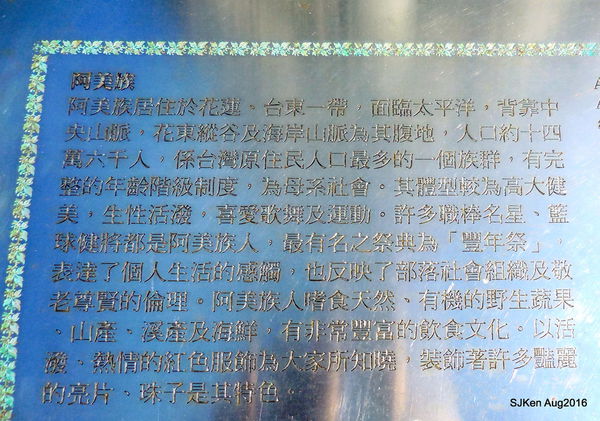 阿美族
阿美族居住於花蓮、台東一帶，面臨太平洋，背靠中
央山脈，花東縱谷及海岸山脈為其腹地，人口約十四
萬六千人，係台灣原住民人口最多的一個族群，有完
整的年齡階級制度，為母系社會。其體型較為高大健
美，生性活潑，喜愛歌舞及運動。許多職棒名星、籃
球健將都是阿美族人，最有名之祭典為「豐年祭」，
表達了個人生活的感觸，也反映了部落社會組織及敬
老尊賢的倫理。阿美族人嗜食天然、有機的野生蔬果
、山產、溪產及海鮮，有非常豐富的飲食文化。以活
潑、熱情的紅色服飾為大家所知曉，裝飾著許多豔麗
的亮片、珠子是其特色。
SJKen Aug2016